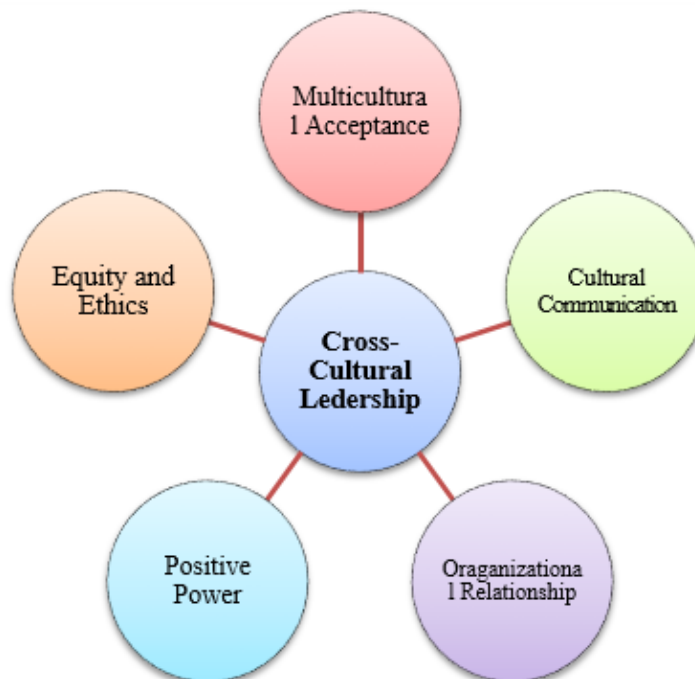 Multicultura
l Acceptance
Equity and
Ethics
Cultural
Communication
Cross-
Cultural
Ledership
Positive
Power
Oraganizationa
l Relationship